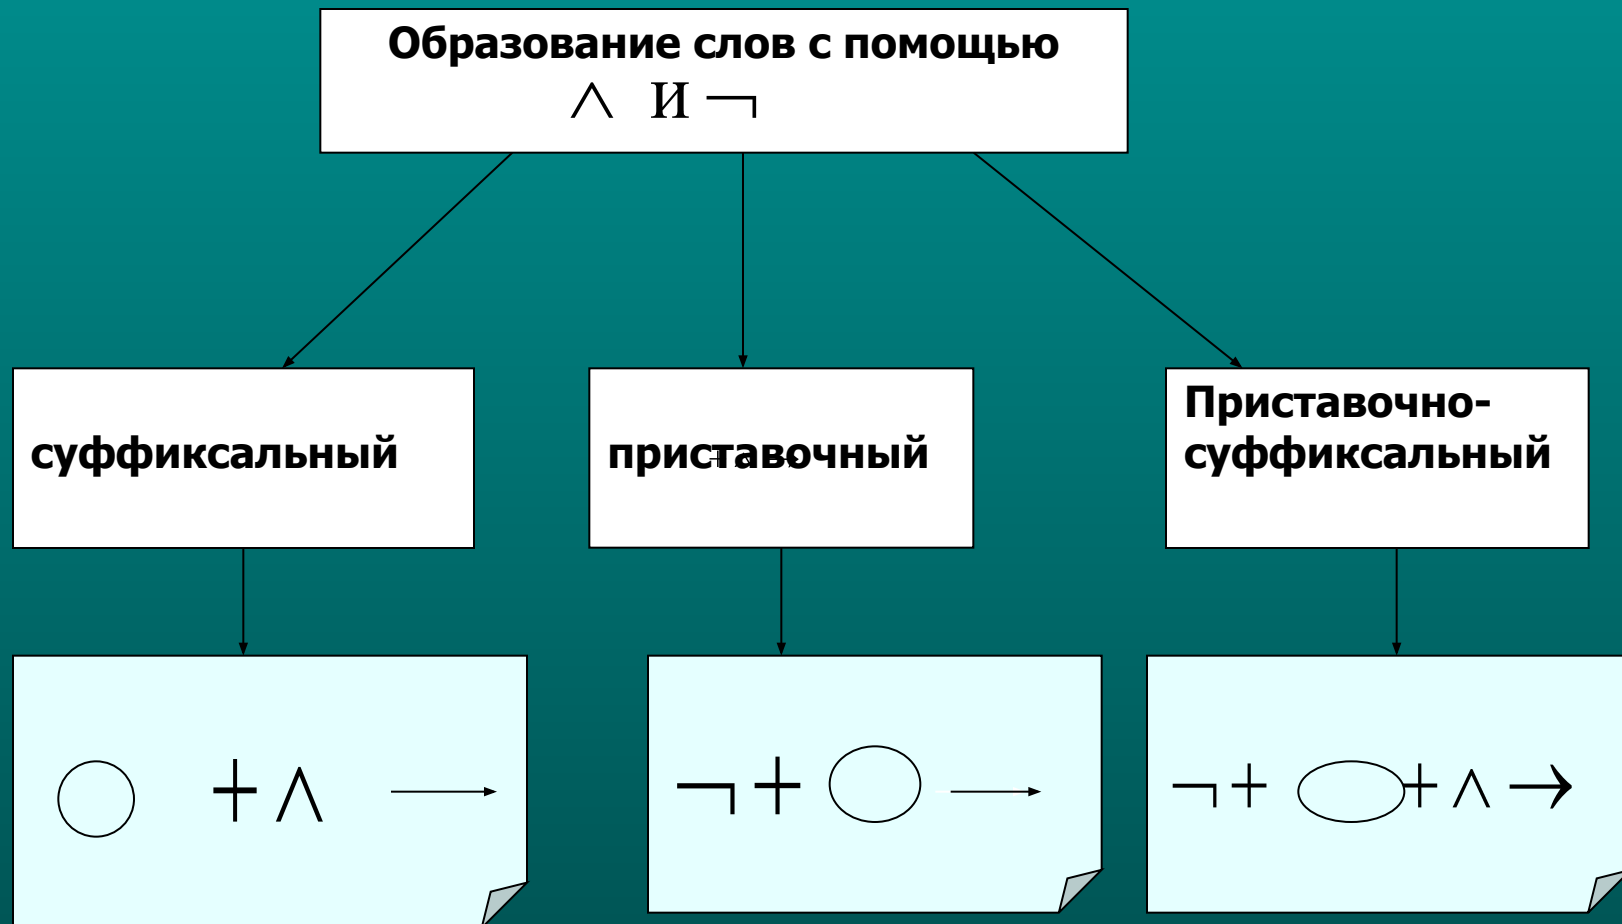 Образование слов с помощью
∧ и ¬
суффиксальный
приставочный
Приставочно-
суффиксальный
+ ∧
¬ +
¬ + + ∧ →